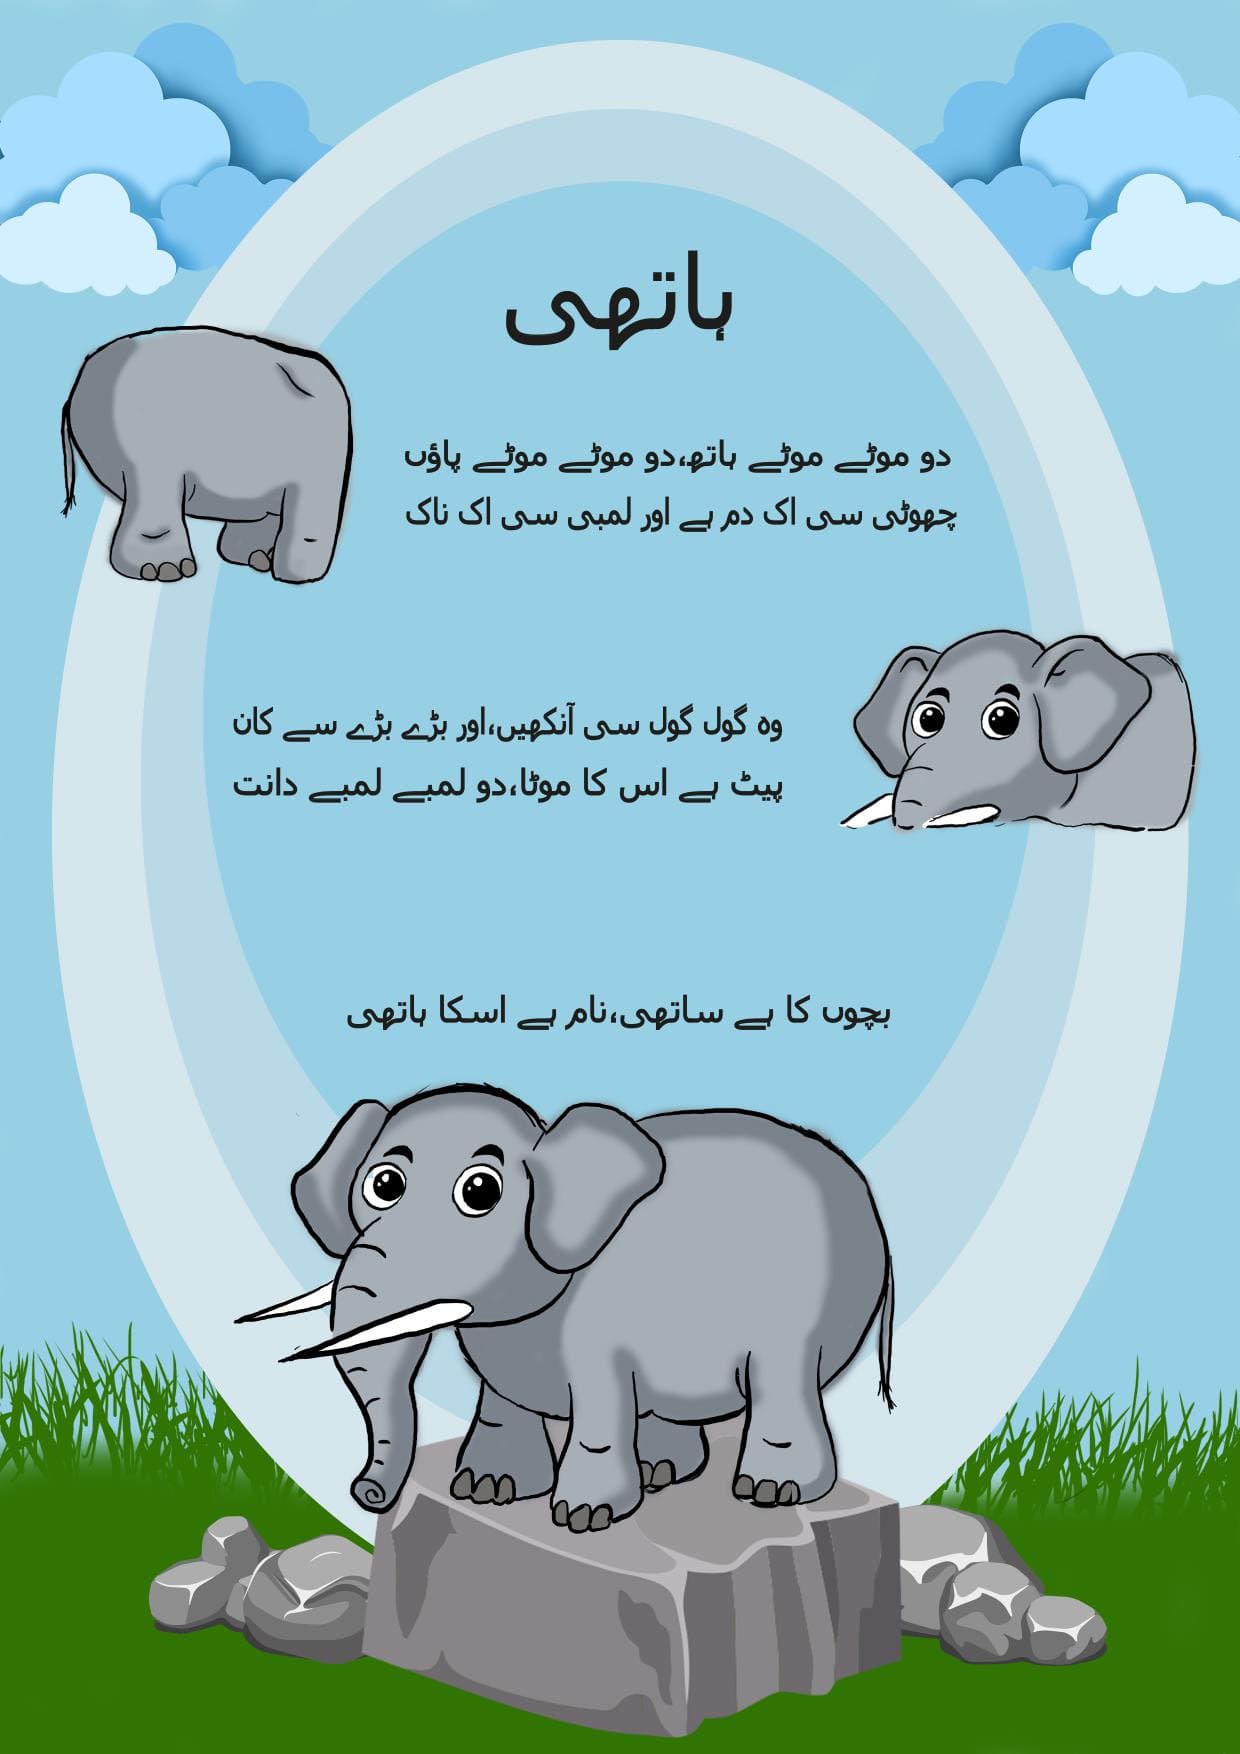 ہاتھی
دو موٹے موٹے ہاتھ،دو موٹے موٹے پاؤں
چھوٹی سی اک دم ہے اور لمبی سی اک ناک
وہ گول گول سی آنکھیں،اور بڑے بڑے سے کان
پیٹ ہے اس کا موٹا،دو لمبے لمبے دانت
بچوں کا ہے ساتھی،نام ہے اسکا ہاتھی